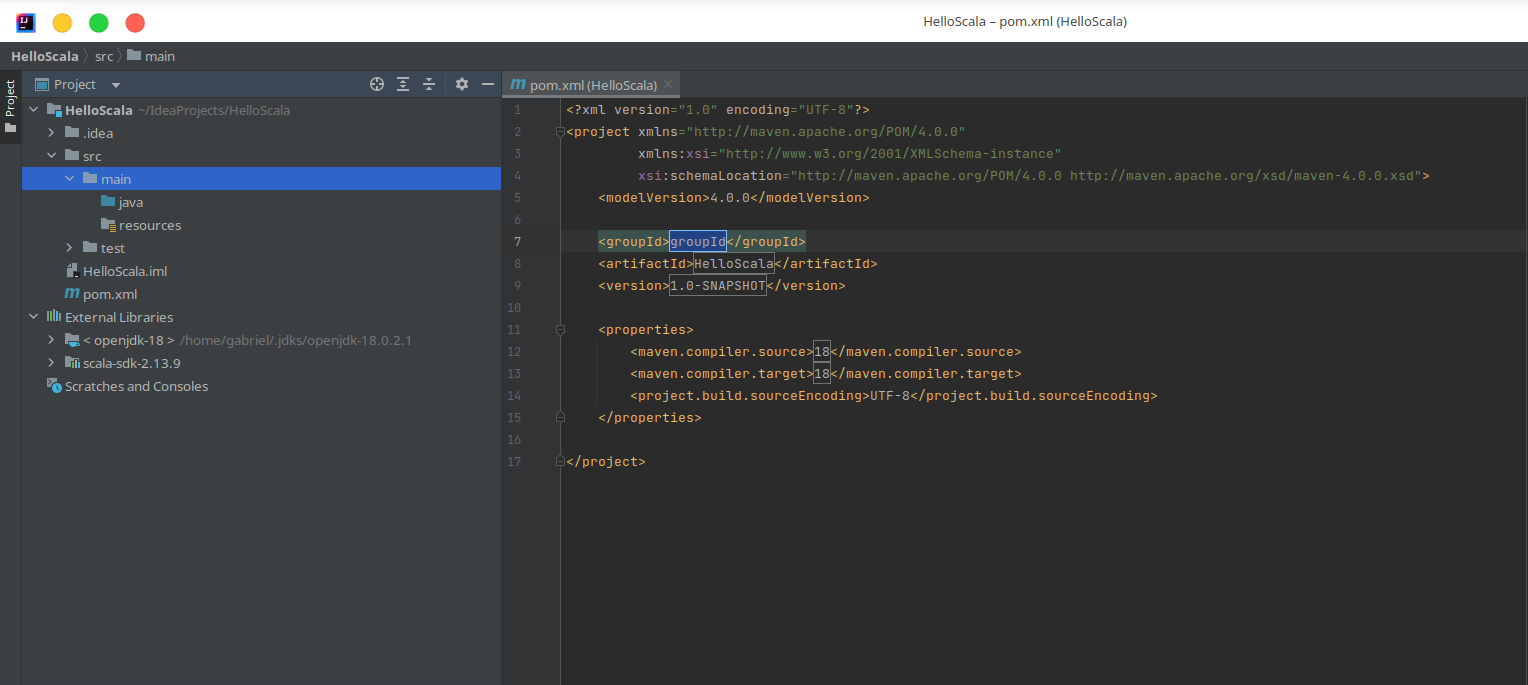 HelloScala – pom.xml (HelloScala)
HelloScala src main
Project
Project
HelloScala ~/IdeaProjects/HelloScala
.idea
src
main
java
resources
test
HelloScala.iml
pom.xml
External Libraries
< openjdk-18 > /home/gabriel/.jdks/openjdk-18.0.2.1
scala-sdk-2.13.9
Scratches and Consoles
pom.xml (HelloScala)
1 <?xml version="1.0" encoding="UTF-8"?>
2 <project xmlns="http://maven.apache.org/POM/4.0.0"
3 xmlns:xsi="http://www.w3.org/2001/XMLSchema-instance"
4 xsi:schemaLocation="http://maven.apache.org/POM/4.0.0 http://maven.apache.org/xsd/maven-4.0.0.xsd">
5 <modelVersion>4.0.0</modelVersion>
6
7 <groupId>groupId</groupId>
8 <artifactId>HelloScala</artifactId>
9 <version>1.0-SNAPSHOT</version>
10
11 <properties>
12 <maven.compiler.source>18</maven.compiler.source>
13 <maven.compiler.target>18</maven.compiler.target>
14 <project.build.sourceEncoding>UTF-8</project.build.sourceEncoding>
15 </properties>
16
17 </project>